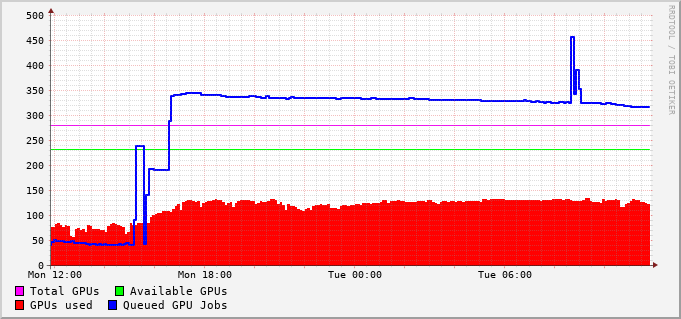 500
450
400
350
300
250
200
150
100
50
0
Mon 12:00 Mon 18:00 Tue 00:00 Tue 06:00
Total GPUs Available GPUs
GPUs used Queued GPU Jobs
RRDTOOL / TOBI OETIKER